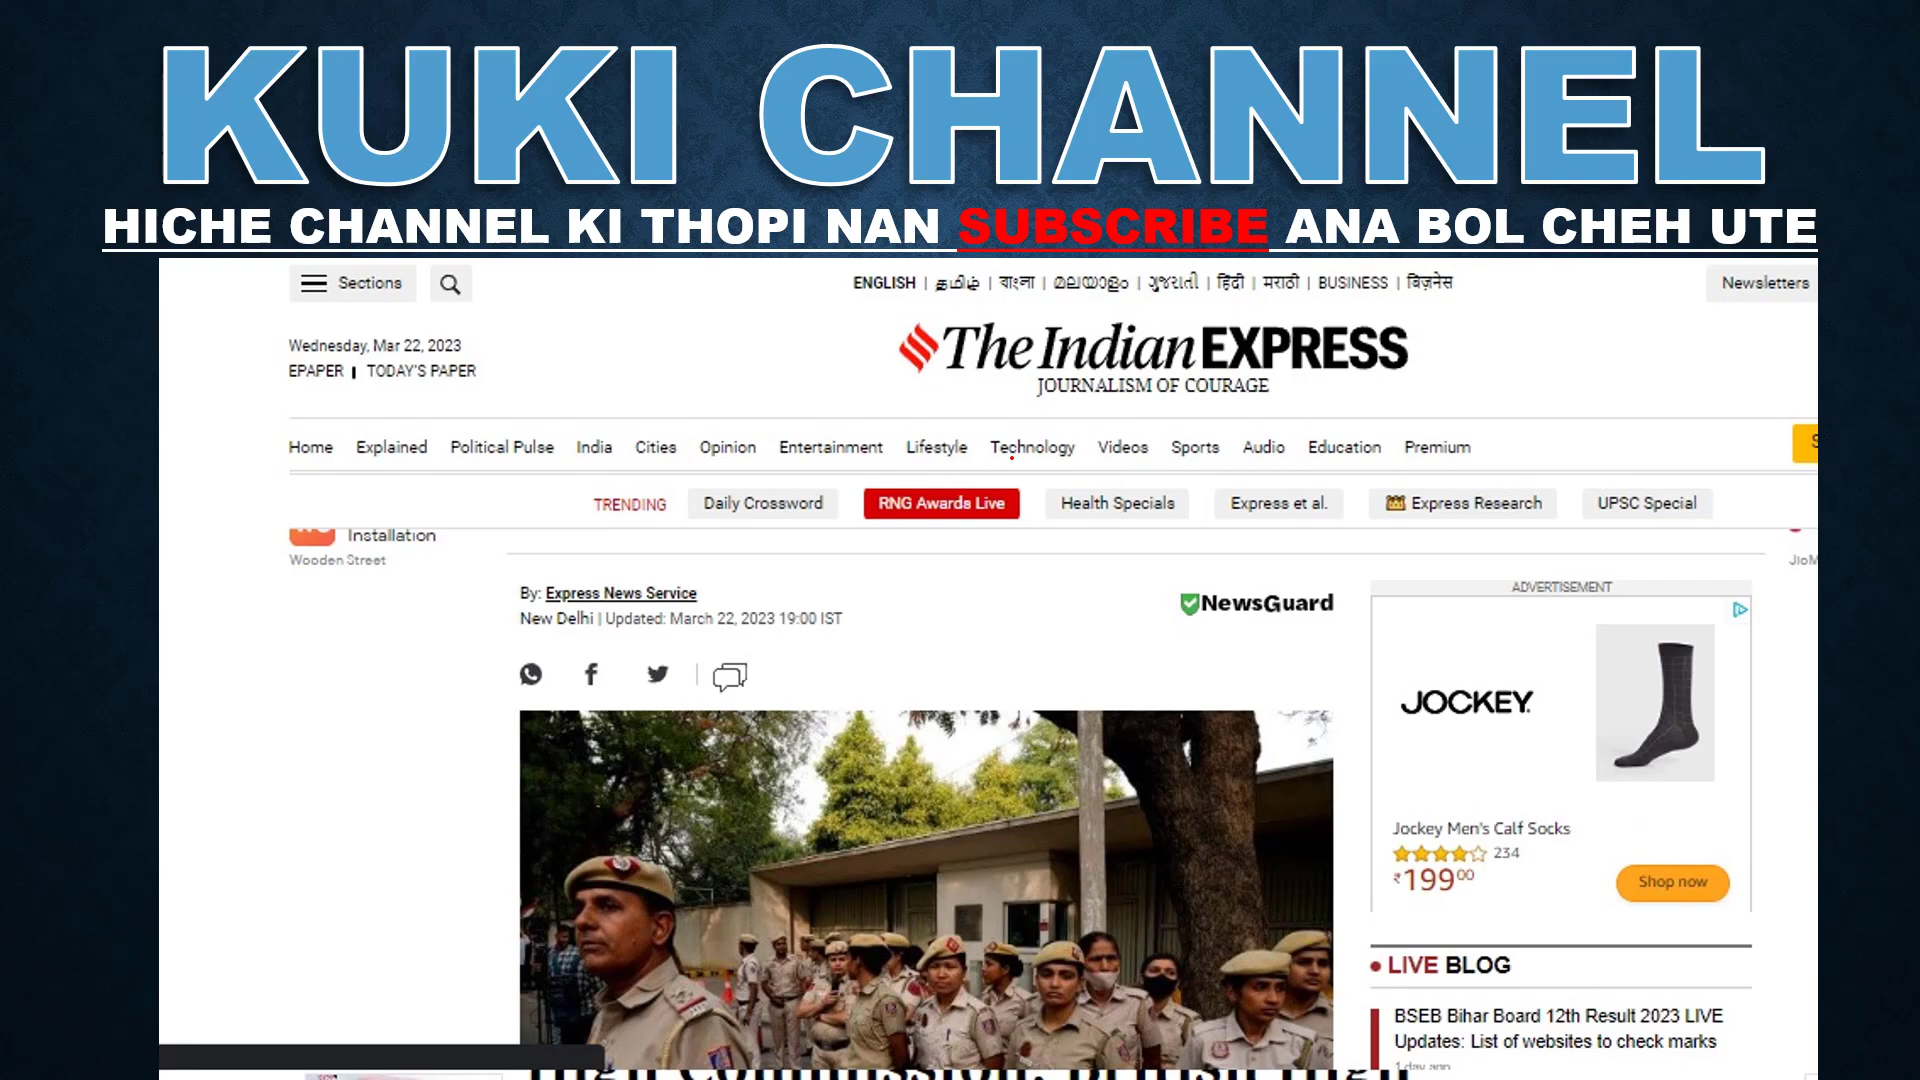 KUKI CHANNEL
HICHE CHANNEL KI THOPI NAN SUBSCRIBE ANA BOL CHEH UTE
Sections
ENGLISH | தமிழ் | বাংলা | മലയാളം | ગુજરાતી | हिंदी | मराठी | BUSINESS | बिज़नेस
Newsletters
Wednesday, Mar 22, 2023
EPAPER | TODAY'S PAPER
The Indian EXPRESS
JOURNALISM OF COURAGE
Home Explained Political Pulse India Cities Opinion Entertainment Lifestyle Technology Videos Sports Audio Education Premium
TRENDING Daily Crossword RNG Awards Live Health Specials Express et al. Express Research UPSC Special
Installation
Wooden Street
By: Express News Service
New Delhi | Updated: March 22, 2023 19:00 IST
NewsGuard
ADVERTISEMENT
JOCKEY
Jockey Men's Calf Socks
234
₹199⁰⁰
Shop now
LIVE BLOG
BSEB Bihar Board 12th Result 2023 LIVE
Updates: List of websites to check marks
1 day ago